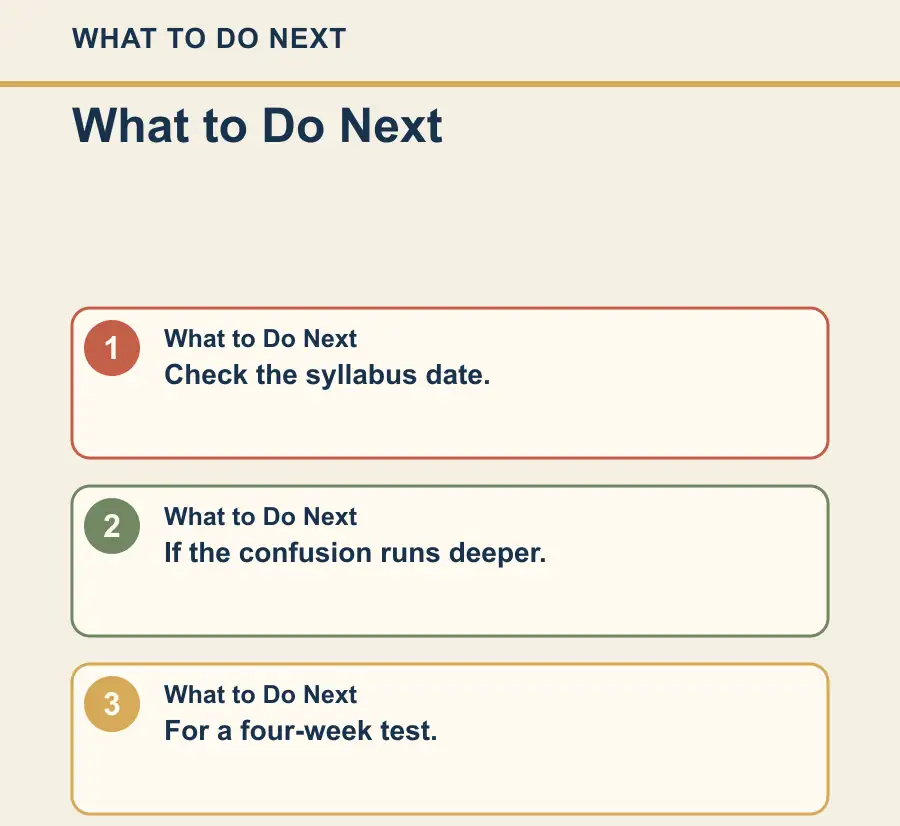 WHAT TO DO NEXT
What to Do Next
1
What to Do Next
Check the syllabus date.
2
What to Do Next
If the confusion runs deeper.
3
What to Do Next
For a four-week test.